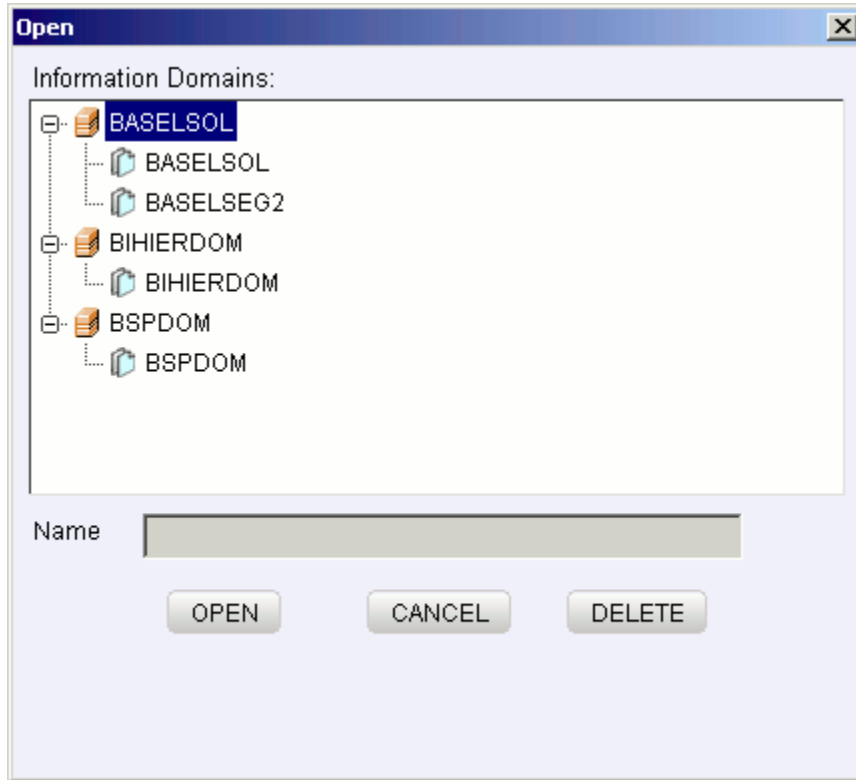 Open
Information Domains:
BASELSOL
BASELSOL
BASELSEG2
BIHIERDOM
BIHIERDOM
BSPDOM
BSPDOM
Name
OPEN CANCEL DELETE